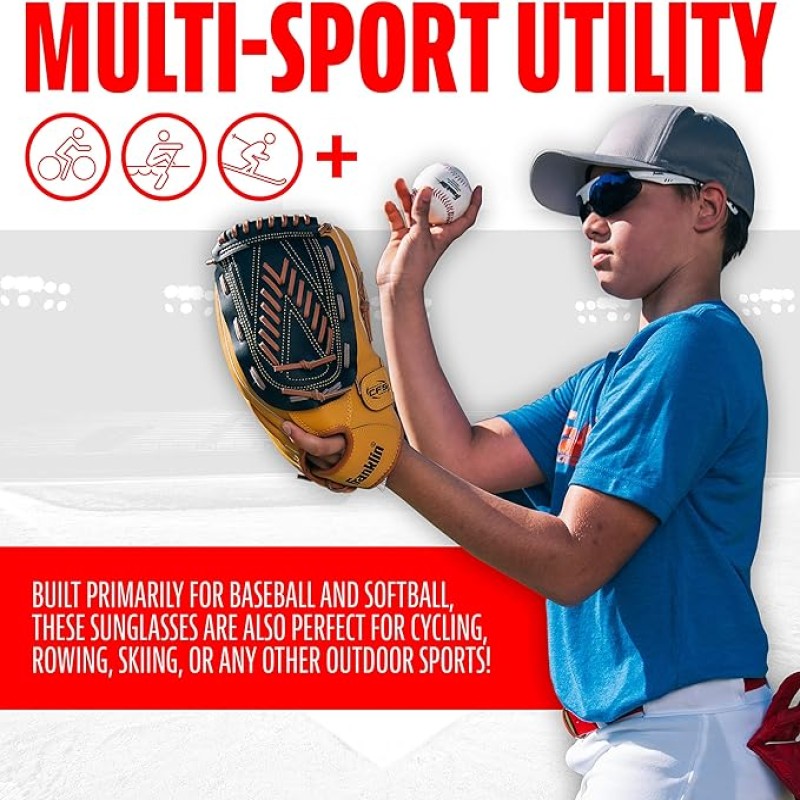 MULTI-SPORT UTILITY
+
Franklin
CFS
Franklin®
BUILT PRIMARILY FOR BASEBALL AND SOFTBALL,
THESE SUNGLASSES ARE ALSO PERFECT FOR CYCLING,
ROWING, SKIING, OR ANY OTHER OUTDOOR SPORTS!